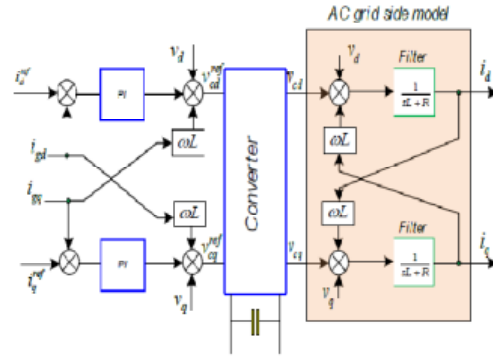 AC grid side model
v_d
v_d
Filter
i_d^ref
PI
v_cd^ref
v_cd
1
sL+R
i_d
ωL
ωL
i_gd
Converter
ωL
ωL
Filter
i_q^ref
PI
v_cq^ref
v_cq
1
sL+R
i_q
v_q
v_q